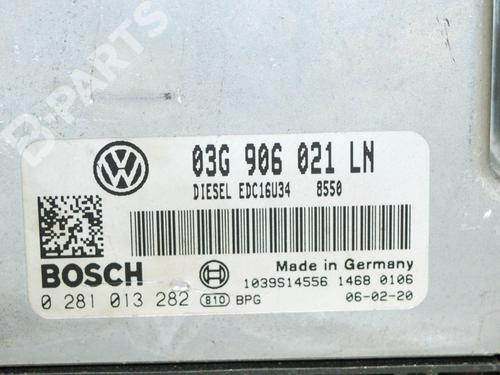 B-PARTS
03G 906 021 LN
DIESEL EDC16U34 8550
BOSCH
Made in Germany
1039S14556 1468 0106
0 281 013 282 810 BPG
06-02-20